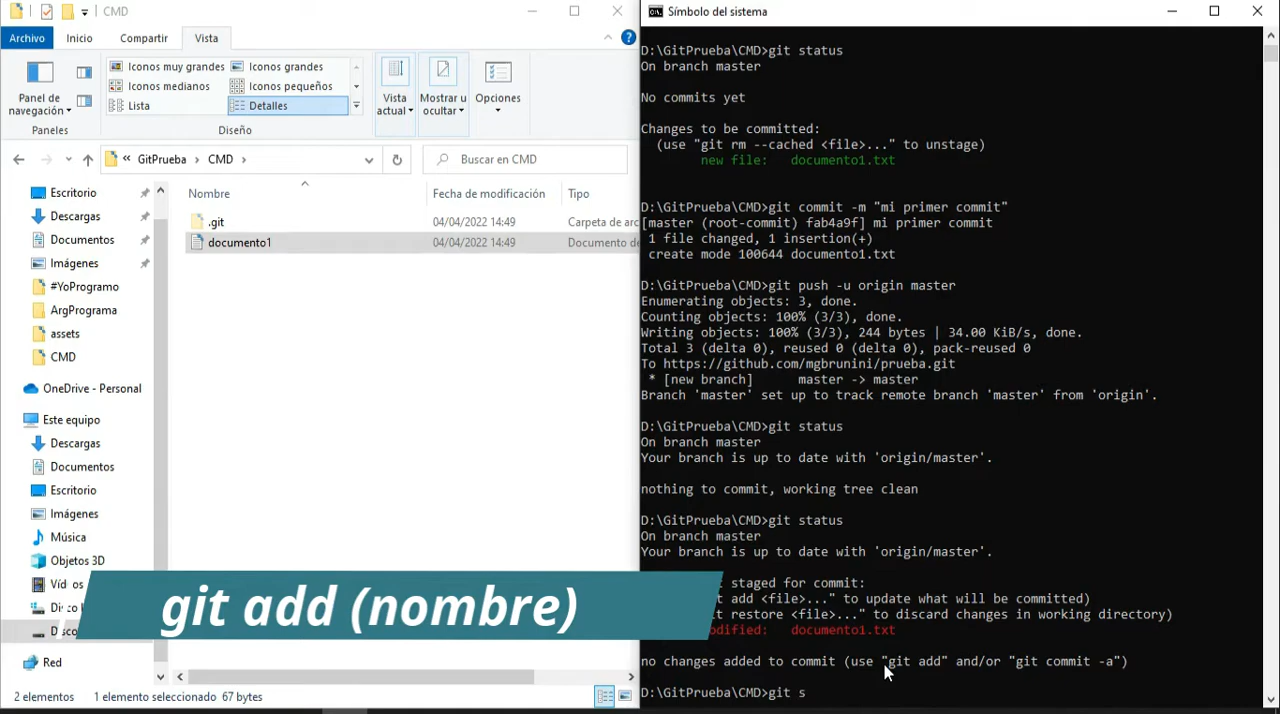 CMD
Archivo
Inicio
Compartir
Vista
Panel de navegación
Iconos muy grandes
Iconos grandes
Iconos medianos
Iconos pequeños
Lista
Detalles
Vista actual
Mostrar u ocultar
Opciones
Paneles
Diseño
« GitPrueba > CMD >
Buscar en CMD
Nombre
Fecha de modificación
Tipo
.git
04/04/2022 14:49
Carpeta de arc
documento1
04/04/2022 14:49
Documento de
Escritorio
Descargas
Documentos
Imágenes
#YoProgramo
ArgPrograma
assets
CMD
OneDrive - Personal
Este equipo
Descargas
Documentos
Escritorio
Imágenes
Música
Objetos 3D
Red
2 elementos
1 elemento seleccionado 67 bytes
git add (nombre)
Símbolo del sistema
D:\GitPrueba\CMD>git status
On branch master
No commits yet
Changes to be committed:
(use "git rm --cached <file>..." to unstage)
new file: documento1.txt
D:\GitPrueba\CMD>git commit -m "mi primer commit"
[master (root-commit) fab4a9f] mi primer commit
1 file changed, 1 insertion(+)
create mode 100644 documento1.txt
D:\GitPrueba\CMD>git push -u origin master
Enumerating objects: 3, done.
Counting objects: 100% (3/3), done.
Writing objects: 100% (3/3), 244 bytes | 34.00 KiB/s, done.
Total 3 (delta 0), reused 0 (delta 0), pack-reused 0
To https://github.com/mgbrunini/prueba.git
* [new branch] master -> master
Branch 'master' set up to track remote branch 'master' from 'origin'.
D:\GitPrueba\CMD>git status
On branch master
Your branch is up to date with 'origin/master'.
nothing to commit, working tree clean
D:\GitPrueba\CMD>git status
On branch master
Your branch is up to date with 'origin/master'.
staged for commit:
add <file>..." to update what will be committed)
restore <file>..." to discard changes in working directory)
documento1.txt
no changes added to commit (use "git add" and/or "git commit -a")
D:\GitPrueba\CMD>git s